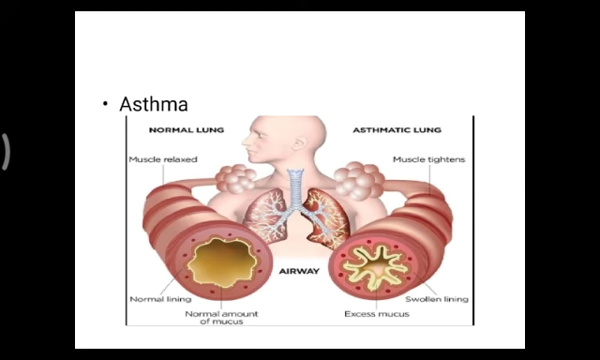 • Asthma
NORMAL LUNG
ASTHMATIC LUNG
Muscle relaxed
Muscle tightens
AIRWAY
Normal lining
Swollen lining
Normal amount
of mucus
Excess mucus